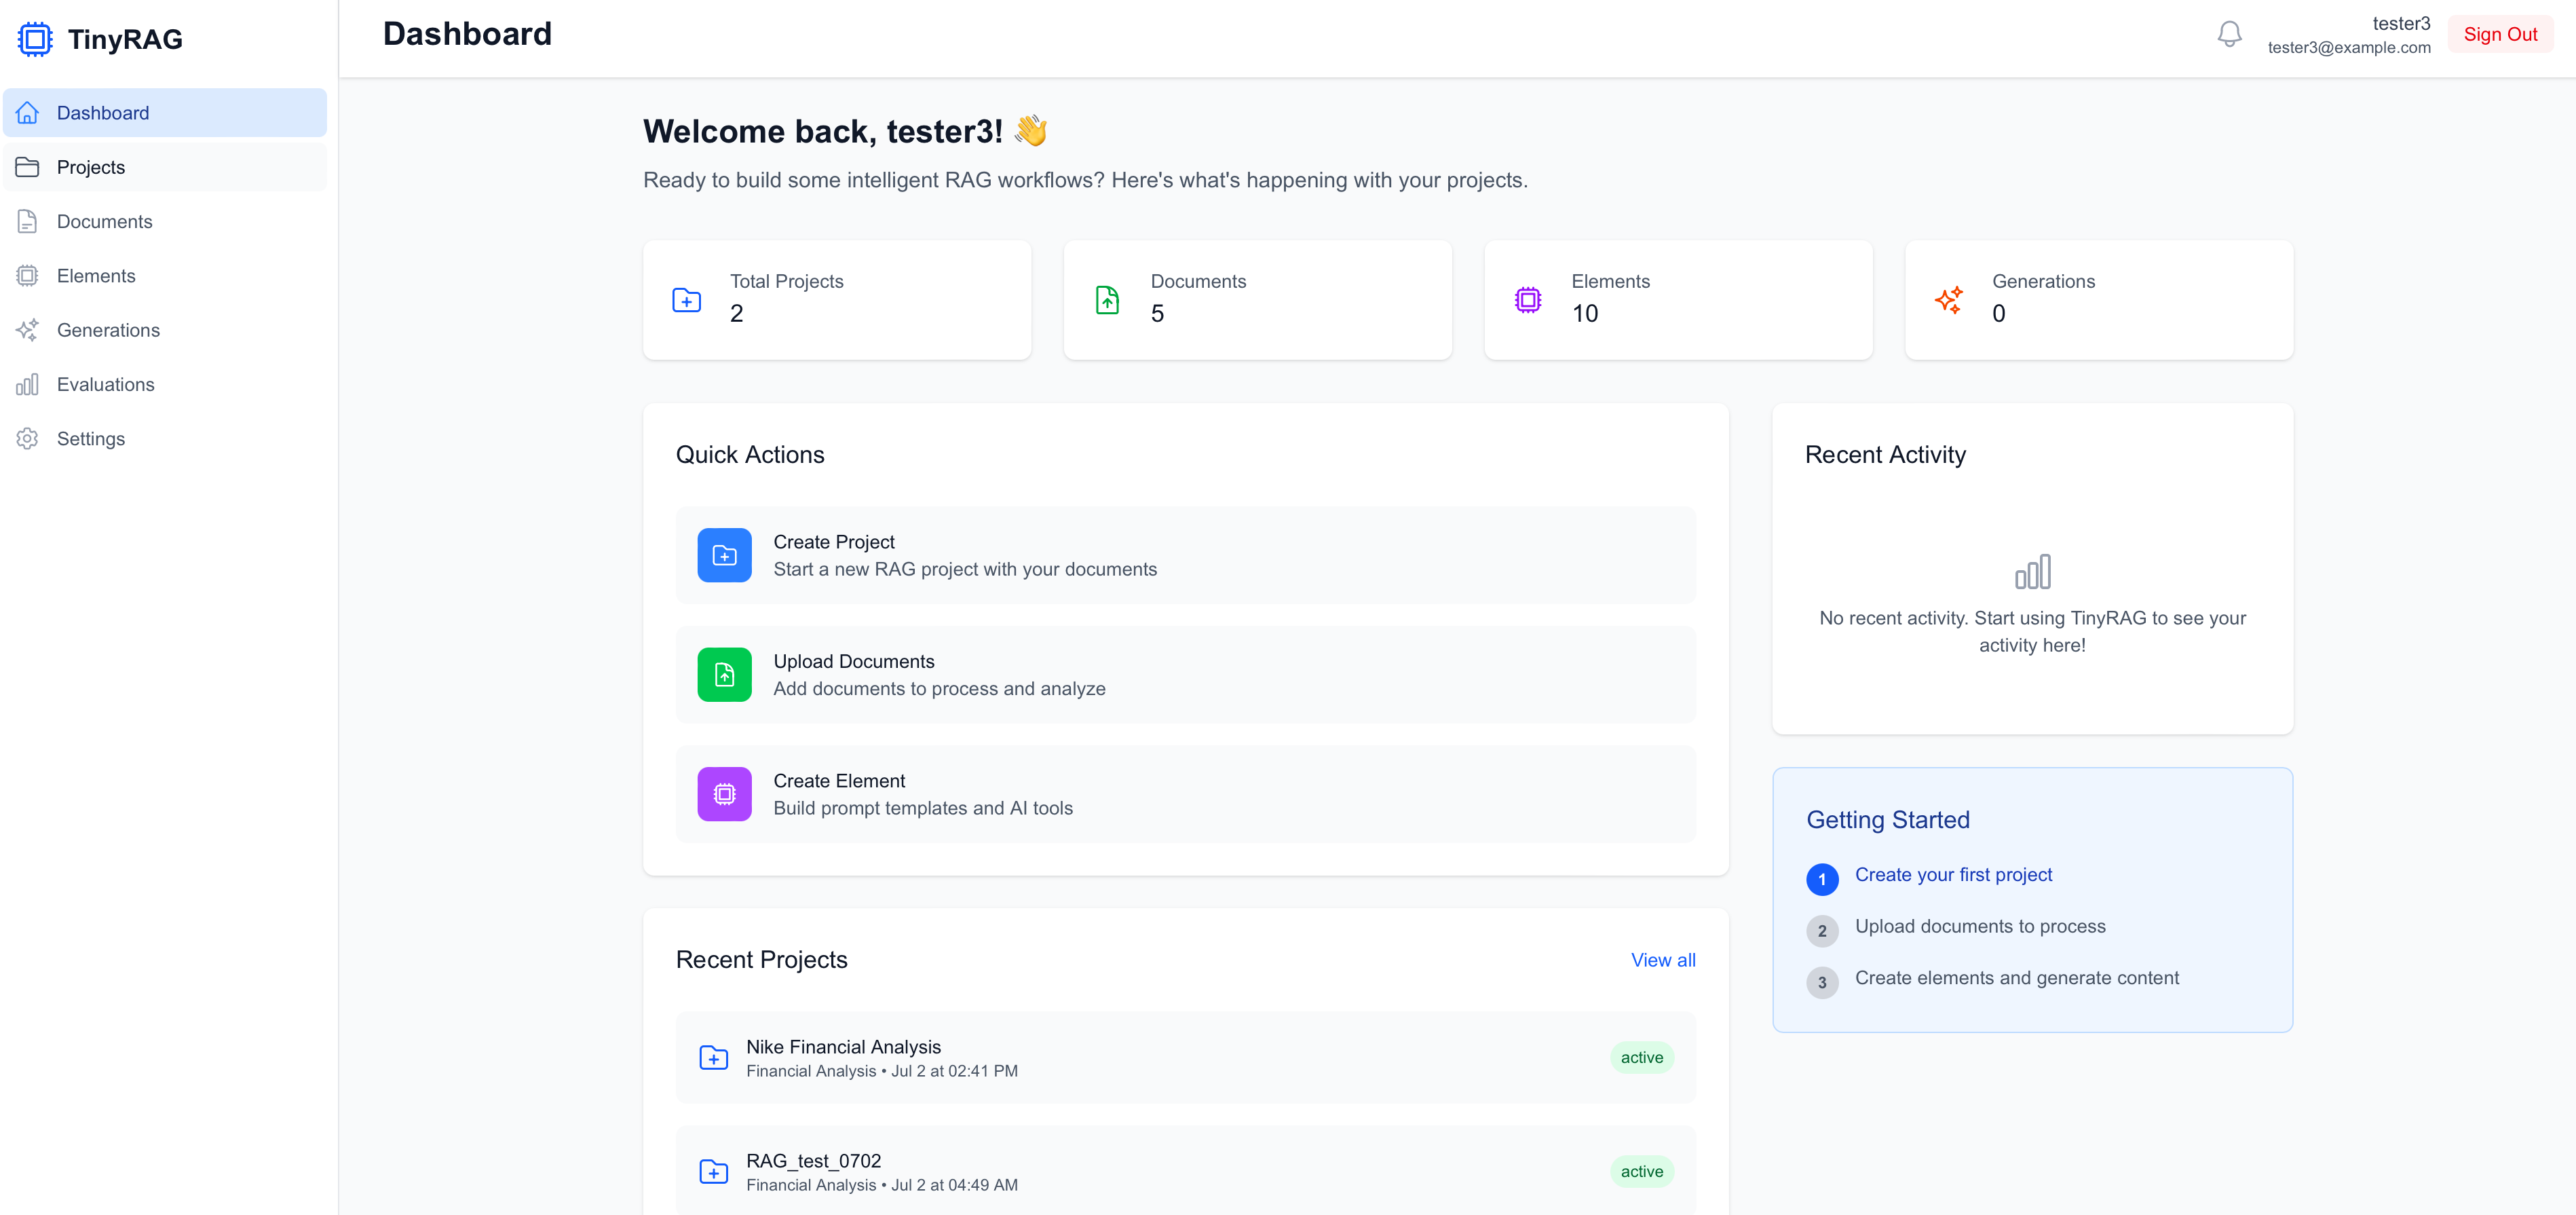 TinyRAG
Dashboard
Projects
Documents
Elements
Generations
Evaluations
Settings
Dashboard
tester3
tester3@example.com
Sign Out
Welcome back, tester3! 👋
Ready to build some intelligent RAG workflows? Here's what's happening with your projects.
Total Projects
2
Documents
5
Elements
10
Generations
0
Quick Actions
Create Project
Start a new RAG project with your documents
Upload Documents
Add documents to process and analyze
Create Element
Build prompt templates and AI tools
Recent Projects
View all
Nike Financial Analysis
Financial Analysis • Jul 2 at 02:41 PM
active
RAG_test_0702
Financial Analysis • Jul 2 at 04:49 AM
active
Recent Activity
No recent activity. Start using TinyRAG to see your
activity here!
Getting Started
1 Create your first project
2 Upload documents to process
3 Create elements and generate content